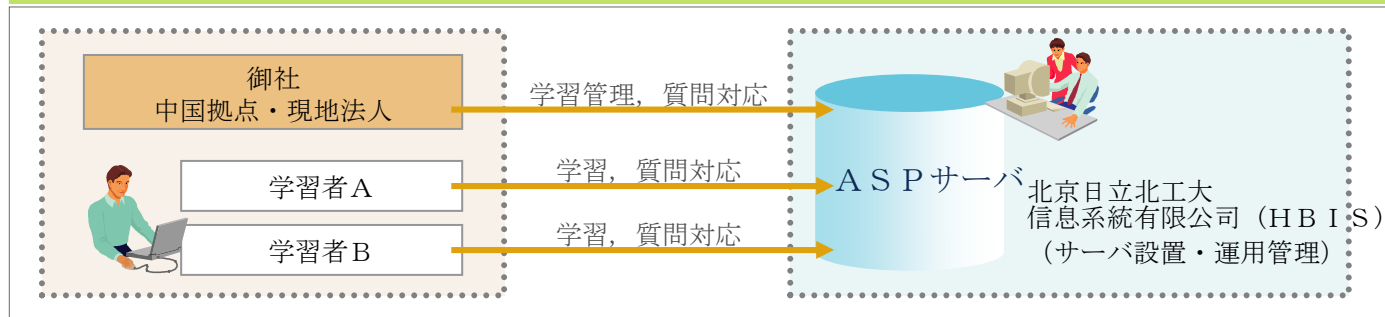 御社
中国拠点・現地法人
学習管理，質問対応
学習者Ａ
学習，質問対応
学習者Ｂ
学習，質問対応
ＡＳＰサーバ
北京日立北工大
信息系統有限公司（ＨＢＩＳ）
（サーバ設置・運用管理）